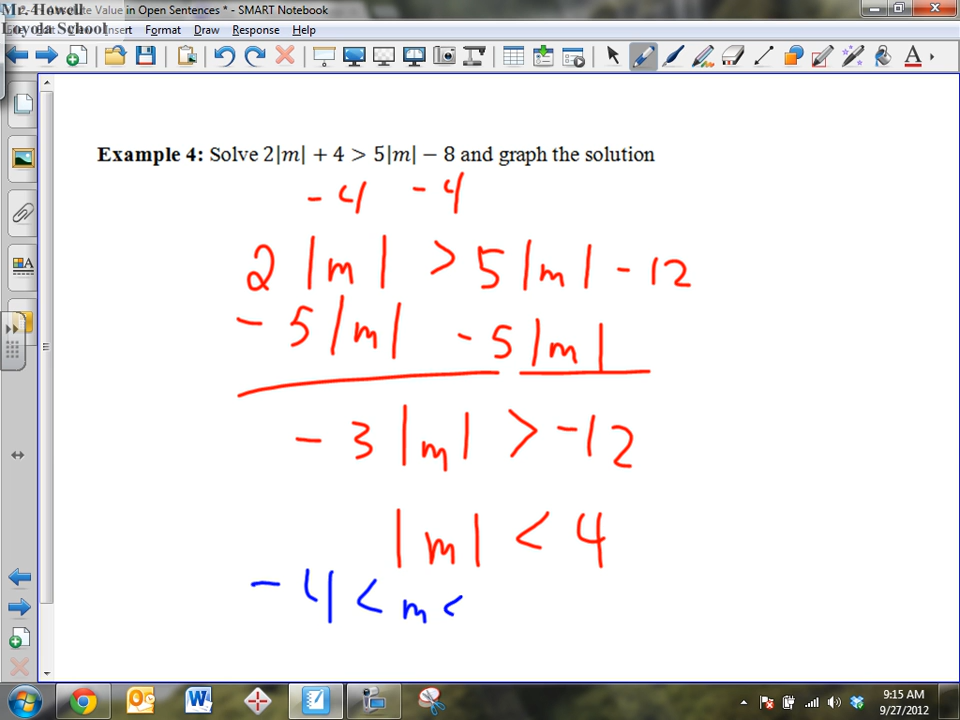 Mr. Howell
Loyola School
Absolute Value in Open Sentences * - SMART Notebook
Insert Format Draw Response Help
Example 4: Solve 2|m| + 4 > 5|m| − 8 and graph the solution
- 4 - 4
2 |m| > 5 |m| - 12
- 5 |m| - 5 |m|
- 3 |m| > -12
|m| < 4
- 4 < m <
9:15 AM
9/27/2012